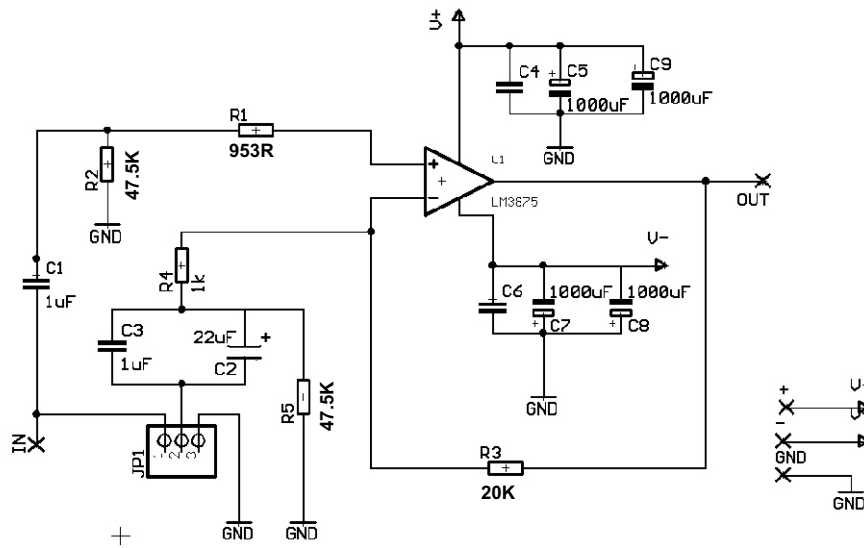 V+
C4
C5
C9
1000uF
1000uF
GND
R1
953R
L1
LM3875
R2
47.5K
GND
OUT
V-
C1
1uF
R4
1k
C6
1000uF
1000uF
C7
C8
C3
1uF
22uF
C2
R5
47.5K
GND
IN
JP1
1
2
3
R3
20K
GND
GND
+
-
GND
V-
GND